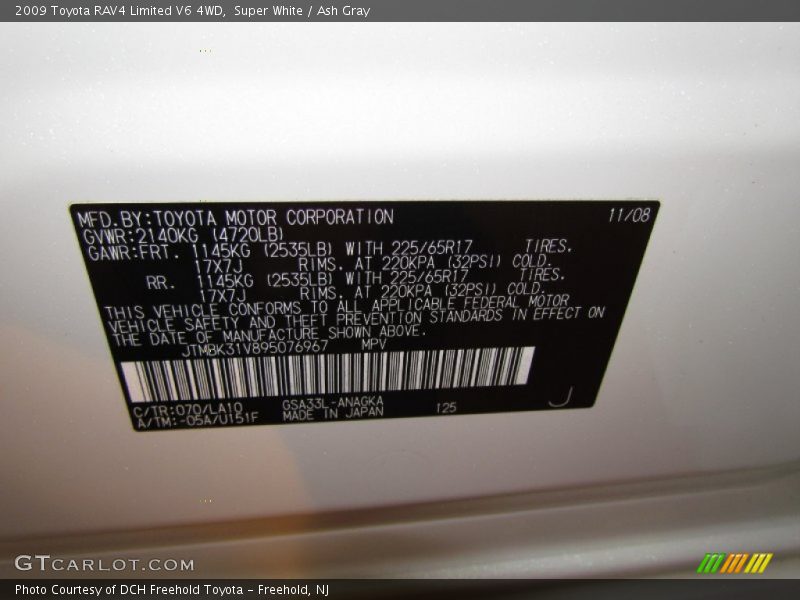 2009 Toyota RAV4 Limited V6 4WD, Super White / Ash Gray
MFD.BY:TOYOTA MOTOR CORPORATION 11/08
GVWR:2140KG (4720LB)
GAWR:FRT. 1145KG (2535LB) WITH 225/65R17 TIRES.
17X7J RIMS, AT 220KPA (32PSI) COLD.
RR. 1145KG (2535LB) WITH 225/65R17 TIRES.
17X7J RIMS, AT 220KPA (32PSI) COLD.
THIS VEHICLE CONFORMS TO ALL APPLICABLE FEDERAL MOTOR
VEHICLE SAFETY AND THEFT PREVENTION STANDARDS IN EFFECT ON
THE DATE OF MANUFACTURE SHOWN ABOVE.
JTMBK31V895076967 MPV
C/TR:070/LA10 GSA33L-ANAGKA
A/TM:-05A/U151F MADE IN JAPAN 125 J
GTCARLOT.COM
Photo Courtesy of DCH Freehold Toyota - Freehold, NJ